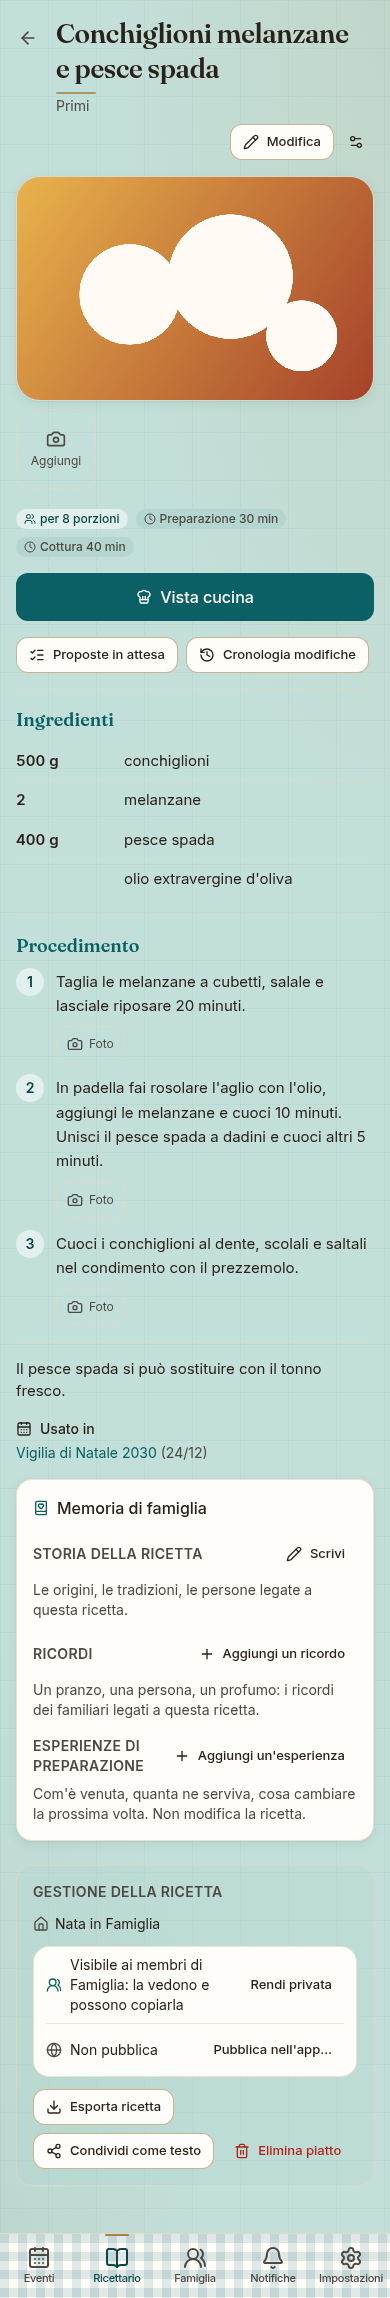 Conchiglioni melanzane
e pesce spada
Primi
Modifica
Aggiungi
per 8 porzioni
Preparazione 30 min
Cottura 40 min
Vista cucina
Proposte in attesa
Cronologia modifiche
Ingredienti
500 g conchiglioni
2 melanzane
400 g pesce spada
olio extravergine d'oliva
Procedimento
1 Taglia le melanzane a cubetti, salale e
lasciale riposare 20 minuti.
Foto
2 In padella fai rosolare l'aglio con l'olio,
aggiungi le melanzane e cuoci 10 minuti.
Unisci il pesce spada a dadini e cuoci altri 5
minuti.
Foto
3 Cuoci i conchiglioni al dente, scolali e saltali
nel condimento con il prezzemolo.
Foto
Il pesce spada si può sostituire con il tonno
fresco.
Usato in
Vigilia di Natale 2030 (24/12)
Memoria di famiglia
STORIA DELLA RICETTA
Scrivi
Le origini, le tradizioni, le persone legate a
questa ricetta.
RICORDI
Aggiungi un ricordo
Un pranzo, una persona, un profumo: i ricordi
dei familiari legati a questa ricetta.
ESPERIENZE DI
PREPARAZIONE
Aggiungi un'esperienza
Com'è venuta, quanta ne serviva, cosa cambiare
la prossima volta. Non modifica la ricetta.
GESTIONE DELLA RICETTA
Nata in Famiglia
Visibile ai membri di
Famiglia: la vedono e
possono copiarla
Rendi privata
Non pubblica
Pubblica nell'app...
Esporta ricetta
Condividi come testo
Elimina piatto
Eventi
Ricettario
Famiglia
Notifiche
Impostazioni